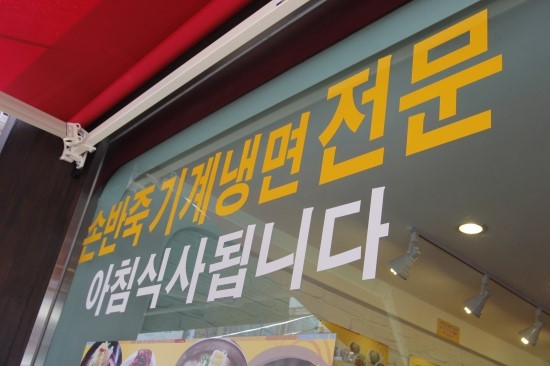 손반죽 기계냉면 전문
아침식사됩니다